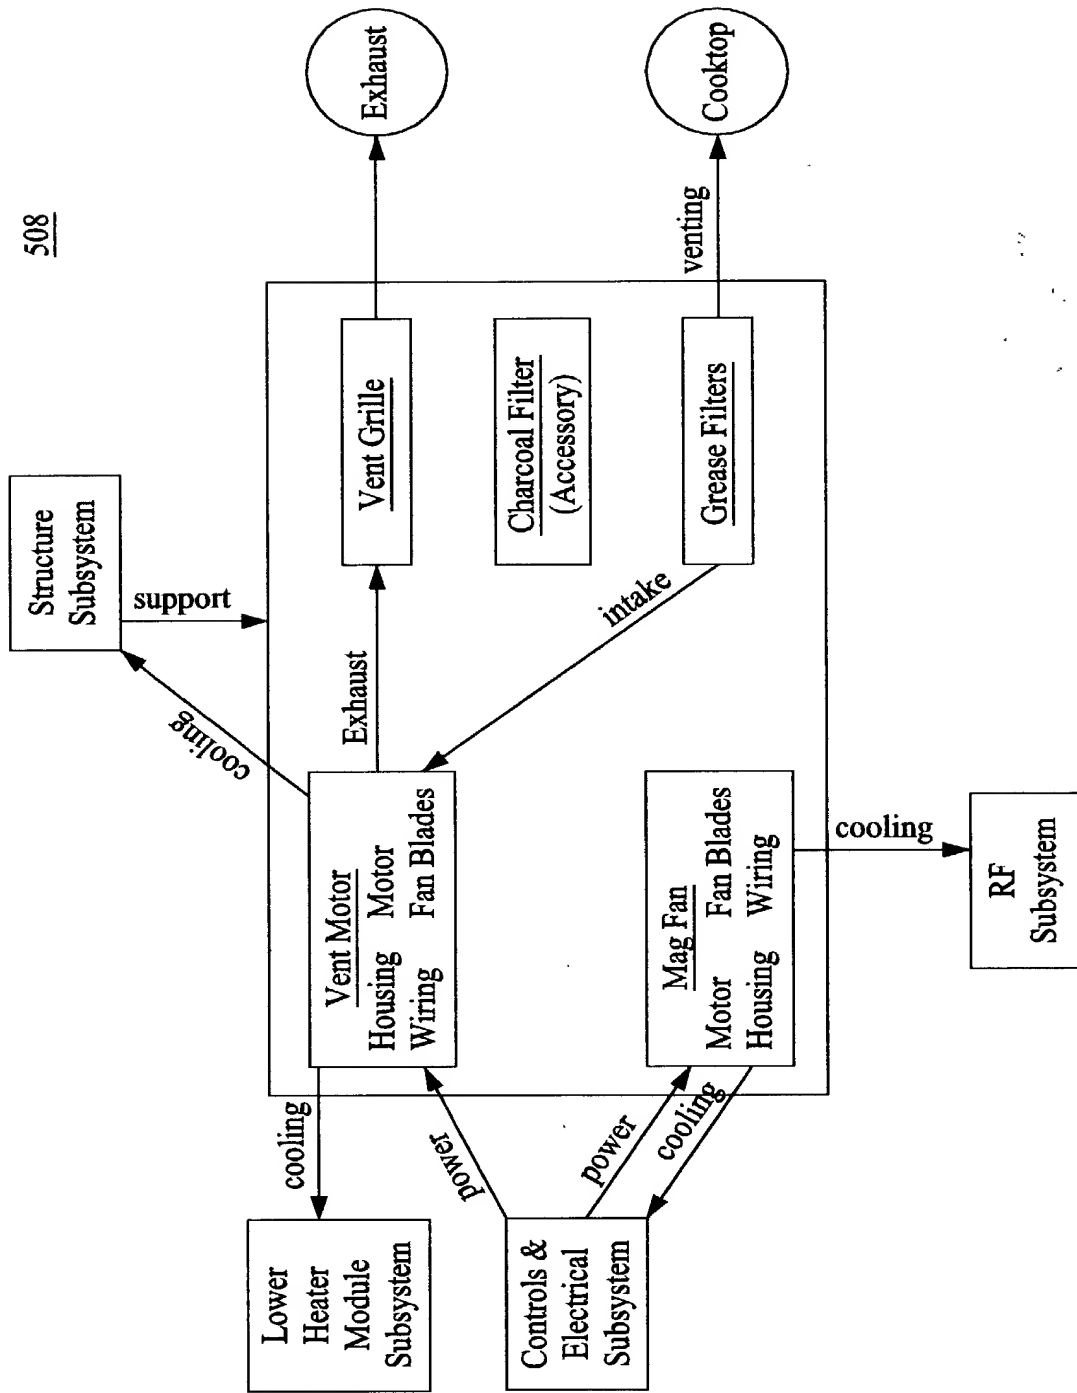 508
Structure
Subsystem
support
cooling
Exhaust
Cooktop
venting
Vent Grille
Charcoal Filter
(Accessory)
Grease Filters
Exhaust
intake
Vent Motor
Housing Motor
Wiring Fan Blades
Mag Fan
Motor Fan Blades
Housing Wiring
cooling
RF
Subsystem
cooling
power
power
cooling
Lower
Heater
Module
Subsystem
Controls &
Electrical
Subsystem